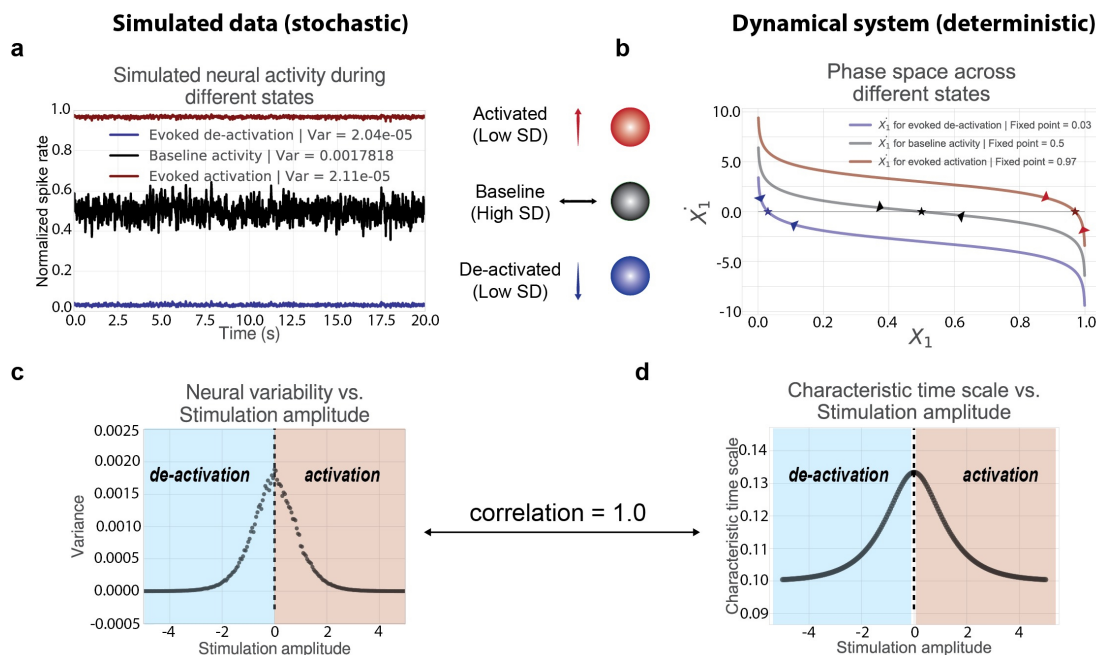 Simulated data (stochastic)
Dynamical system (deterministic)
a
Simulated neural activity during
different states
Normalized spike rate
1.0
0.8
0.6
0.4
0.2
0.0
Evoked de-activation | Var = 2.04e-05
Baseline activity | Var = 0.0017818
Evoked activation | Var = 2.11e-05
0.0 2.5 5.0 7.5 10.0 12.5 15.0 17.5 20.0
Time (s)
Activated
(Low SD)
Baseline
(High SD)
De-activated
(Low SD)
b
Phase space across
different states
Ẋ1
10.0
5.0
0.0
-5.0
-10
Ẋ1 for evoked de-activation | Fixed point = 0.03
Ẋ1 for baseline activity | Fixed point = 0.5
Ẋ1 for evoked activation | Fixed point = 0.97
0.0 0.2 0.4 0.6 0.8 1.0
X1
c
Neural variability vs.
Stimulation amplitude
Variance
0.0025
0.0020
0.0015
0.0010
0.0005
0.0000
-0.0005
de-activation
activation
-4 -2 0 2 4
Stimulation amplitude
correlation = 1.0
d
Characteristic time scale vs.
Stimulation amplitude
Characteristic time scale
0.14
0.13
0.12
0.11
0.10
0.09
de-activation
activation
-4 -2 0 2 4
Stimulation amplitude